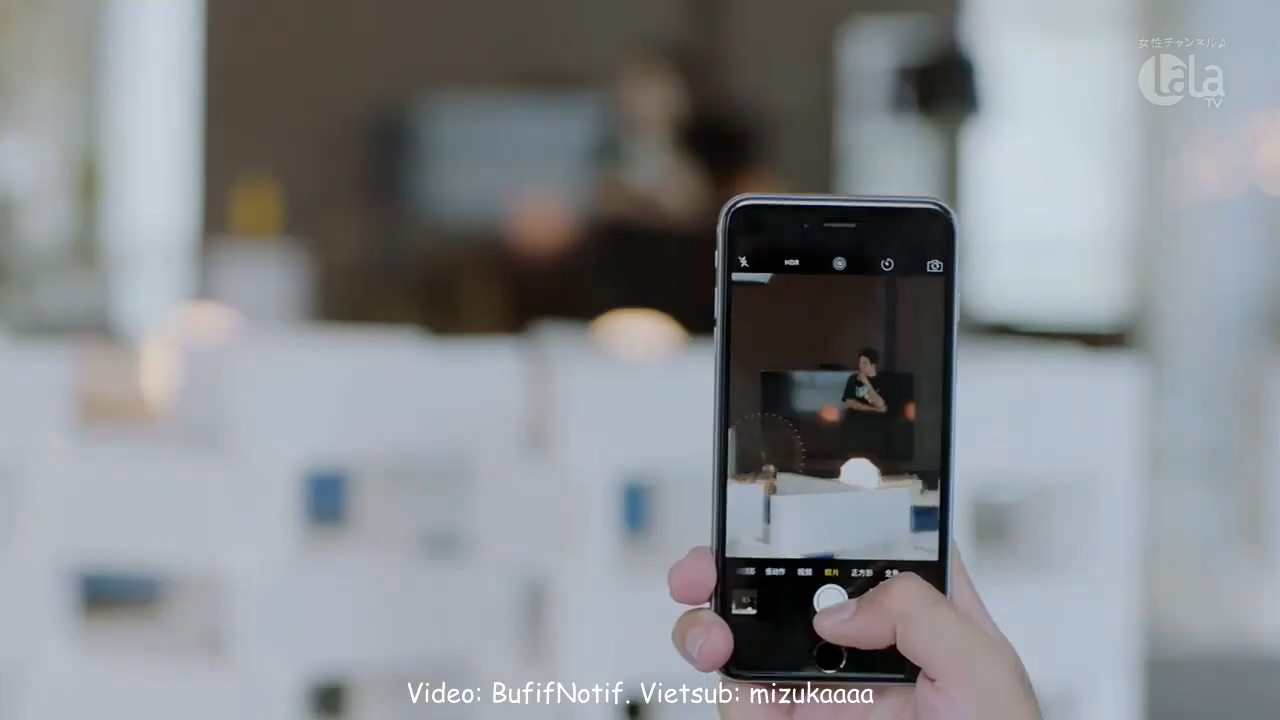 女性チャンネル♪
LaLa
TV
HDR
慢动作 视频 照片 正方形
Video: BufifNotif. Vietsub: mizukaaaa